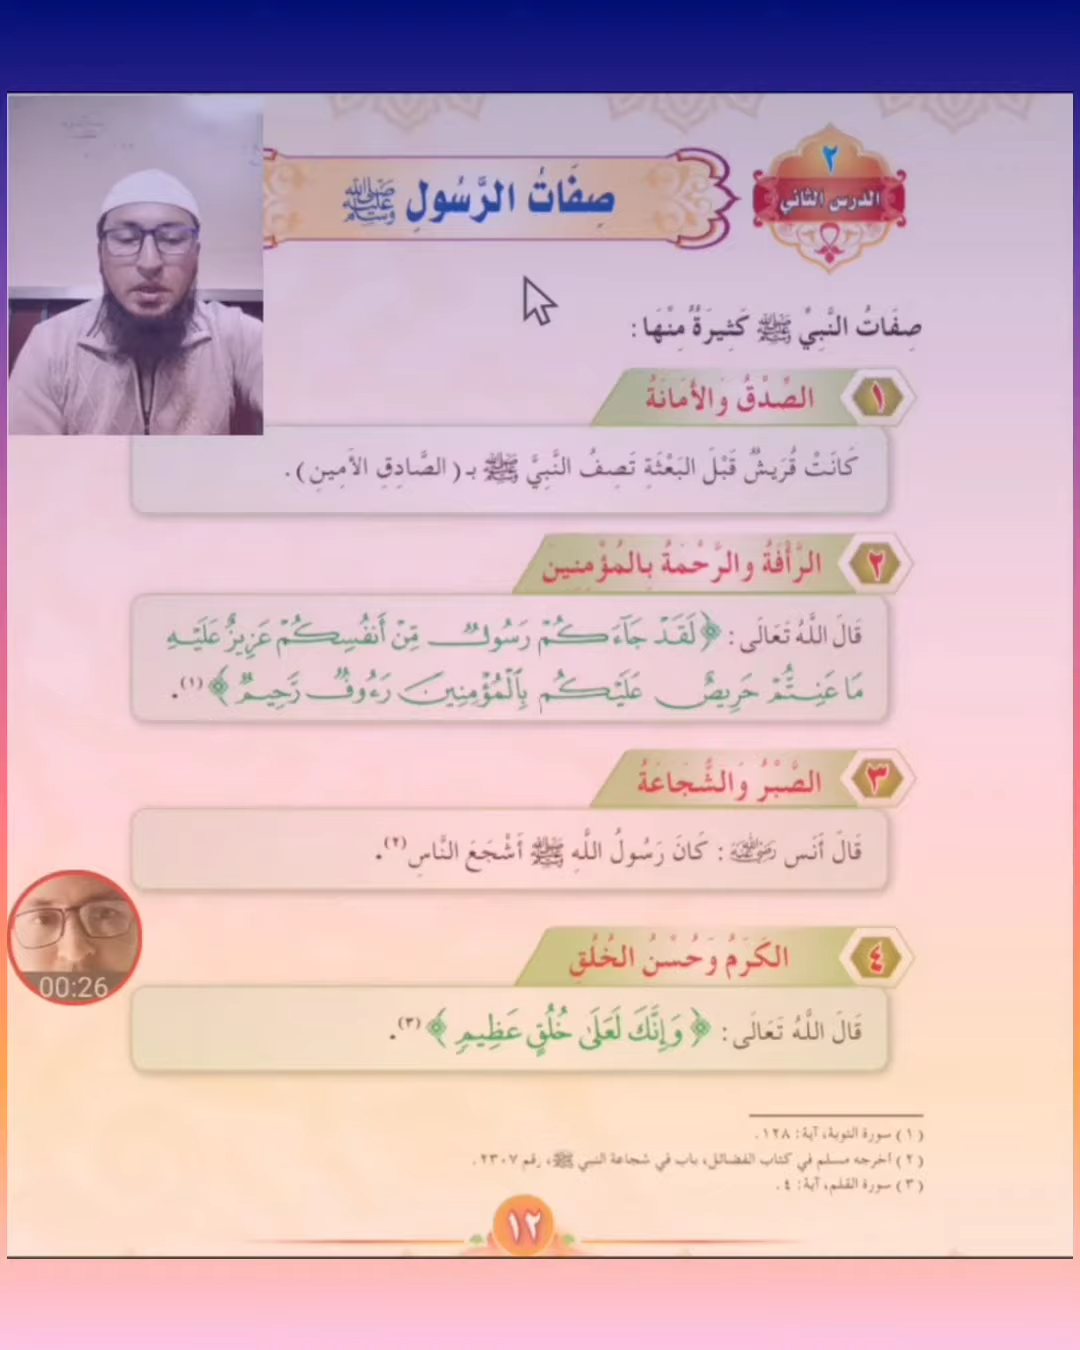 ٢
الدرس الثاني
صِفَاتُ الرَّسُولِ ﷺ
صِفَاتُ النَّبِيِّ ﷺ كَثِيرَةٌ مِنْهَا:
١ الصِّدْقُ وَالأَمَانَةُ
كَانَتْ قُرَيشٌ قَبْلَ البَعْثَةِ تَصِفُ النَّبِيَّ ﷺ بـ (الصَّادِقِ الأَمِينِ).
٢ الرَّأْفَةُ والرَّحْمَةُ بِالمُؤْمِنِينَ
قَالَ اللَّهُ تَعَالَى: ﴿لَقَدۡ جَآءَكُمۡ رَسُولٞ مِّنۡ أَنفُسِكُمۡ عَزِيزٌ عَلَيۡهِ
مَا عَنِتُّمۡ حَرِيصٌ عَلَيۡكُم بِٱلۡمُؤۡمِنِينَ رَءُوفٞ رَّحِيمٞ﴾(١).
٣ الصَّبْرُ وَالشَّجَاعَةُ
قَالَ أَنَس رضي الله عنه: كَانَ رَسُولُ اللَّهِ ﷺ أَشْجَعَ النَّاسِ(٢).
٤ الكَرَمُ وَحُسْنُ الخُلُقِ
قَالَ اللَّهُ تَعَالَى: ﴿وَإِنَّكَ لَعَلَىٰ خُلُقٍ عَظِيمٖ﴾(٣).
(١) سورة التوبة، آية: ١٢٨.
(٢) أخرجه مسلم في كتاب الفضائل، باب في شجاعة النبي ﷺ، رقم ٢٣٠٧.
(٣) سورة القلم، آية: ٤.
١٢
00:26